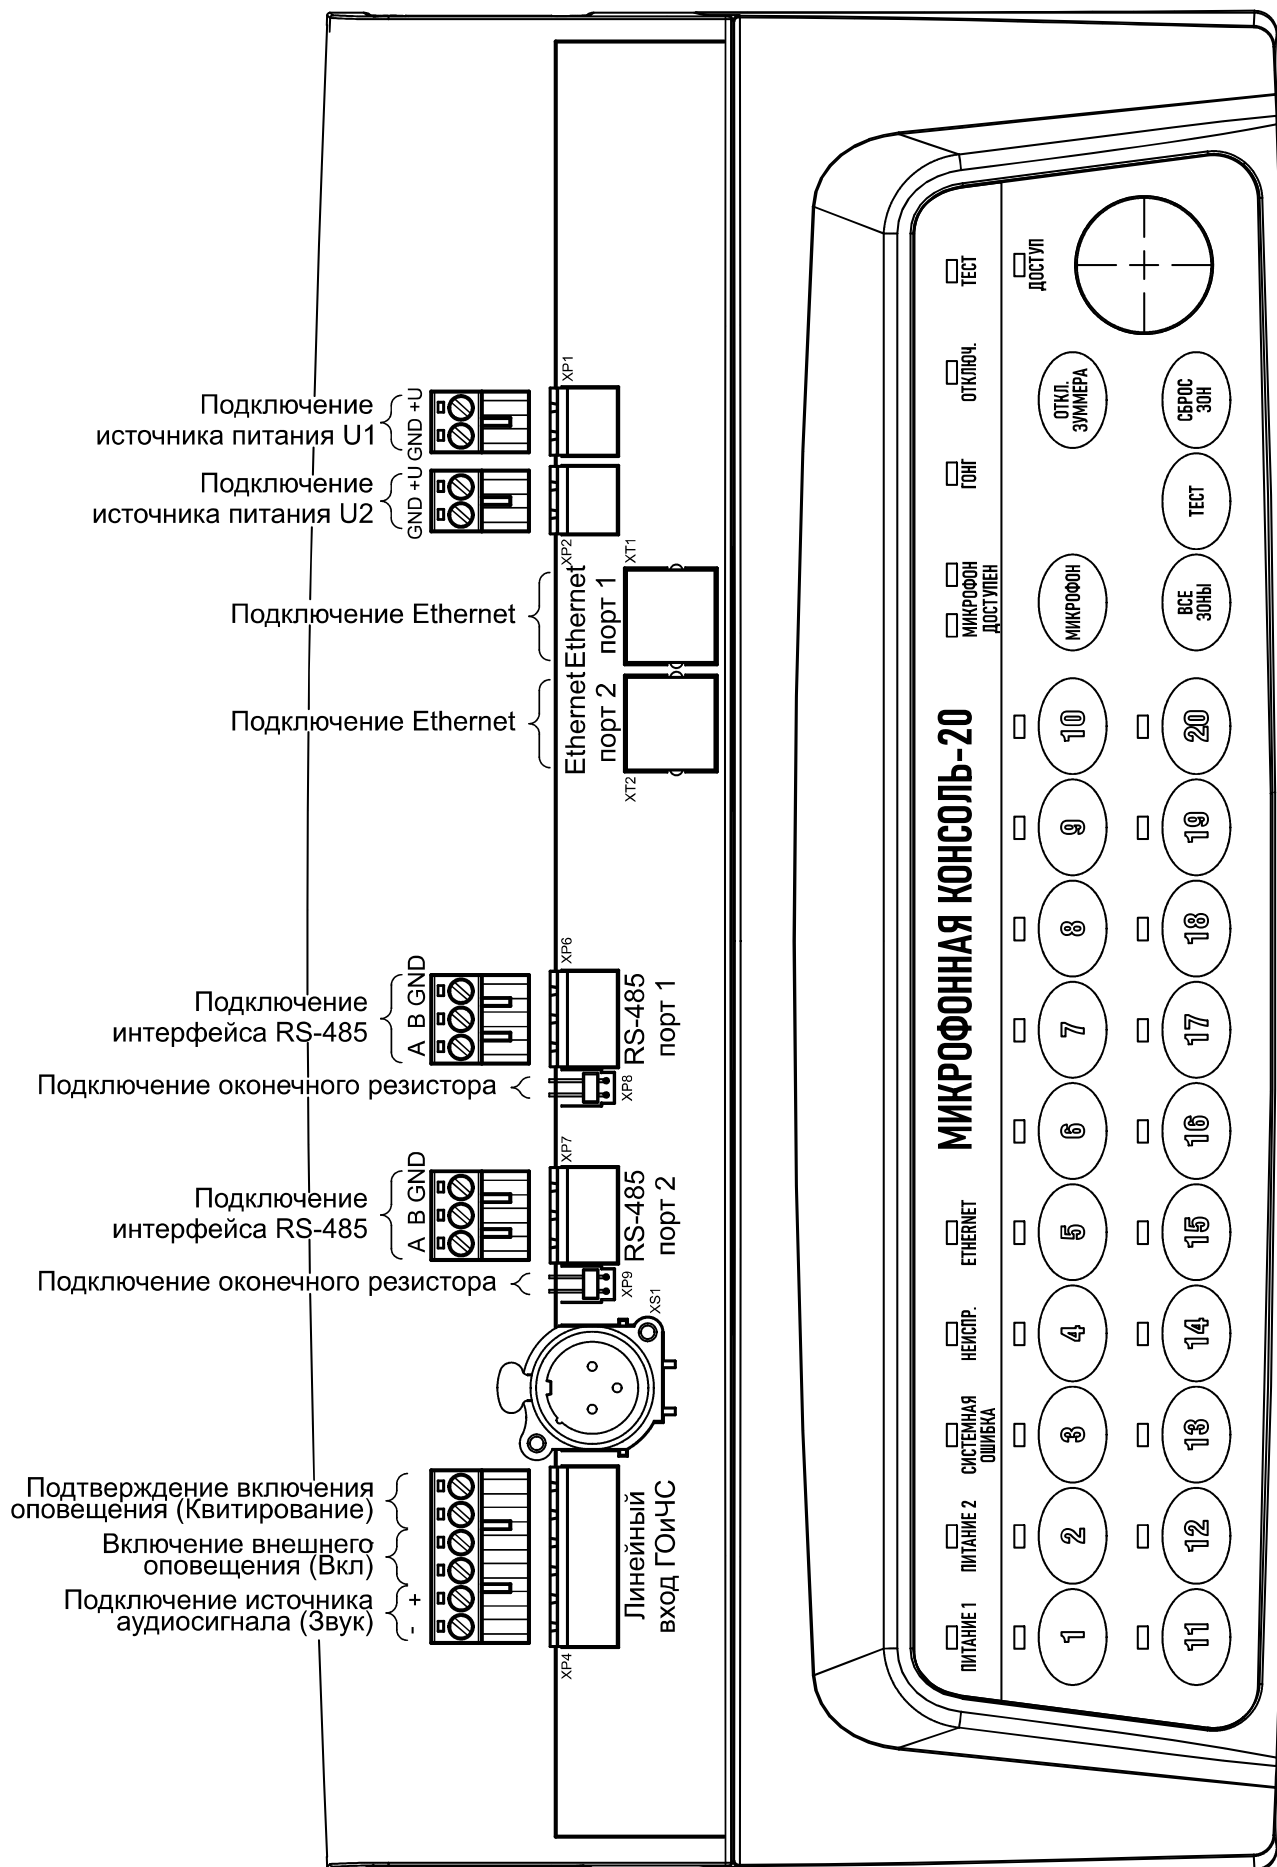 Подключение
источника питания U1
GND +U
XP1
Подключение
источника питания U2
GND +U
XP2
XT1
Подключение Ethernet
Ethernet
порт 1
Подключение Ethernet
Ethernet
порт 2
XT2
Подключение
интерфейса RS-485
A B GND
XP6
RS-485
порт 1
Подключение оконечного резистора
XP8
Подключение
интерфейса RS-485
A B GND
XP7
RS-485
порт 2
Подключение оконечного резистора
XP9
XS1
Подтверждение включения
оповещения (Квитирование)
Включение внешнего
оповещения (Вкл)
Подключение источника
аудиосигнала (Звук)
- +
Линейный
вход ГОиЧС
XP4
ПИТАНИЕ 1
ПИТАНИЕ 2
СИСТЕМНАЯ
ОШИБКА
НЕИСПР.
ETHERNET
МИКРОФОННАЯ КОНСОЛЬ-20
МИКРОФОН
ДОСТУПЕН
ГОНГ
ОТКЛЮЧ.
ТЕСТ
1 2 3 4 5 6 7 8 9 10
МИКРОФОН
ОТКЛ.
ЗУММЕРА
ДОСТУП
11 12 13 14 15 16 17 18 19 20
ВСЕ
ЗОНЫ
ТЕСТ
СБРОС
ЗОН